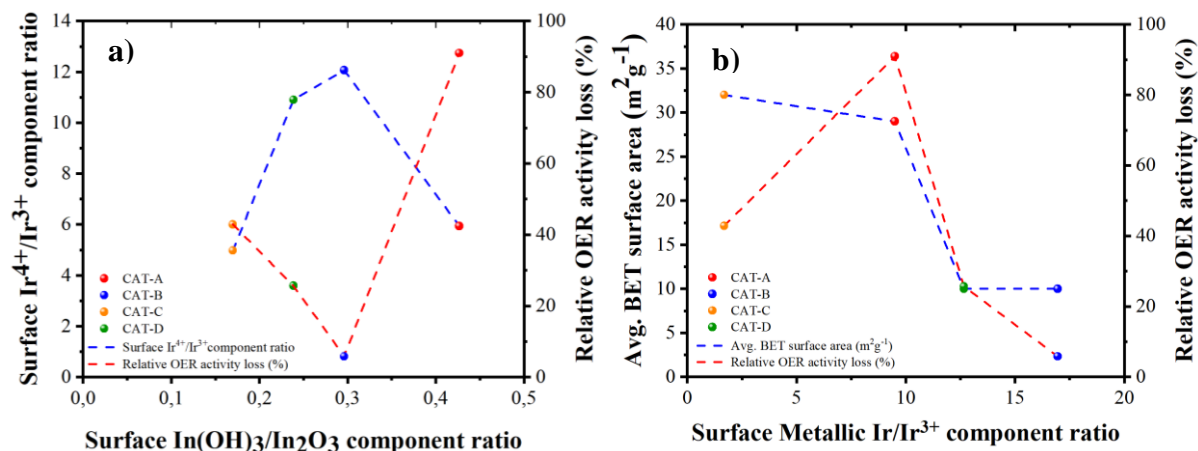 a)
Surface Ir⁴⁺/Ir³⁺ component ratio
14
12
10
8
6
4
2
0
CAT-A
CAT-B
CAT-C
CAT-D
Surface Ir⁴⁺/Ir³⁺component ratio
Relative OER activity loss (%)
0,0 0,1 0,2 0,3 0,4 0,5
Surface In(OH)₃/In₂O₃ component ratio
100
80
60
40
20
0
Relative OER activity loss (%)
b)
Avg. BET surface area (m²g⁻¹)
40
35
30
25
20
15
10
5
0
CAT-A
CAT-B
CAT-C
CAT-D
Avg. BET surface area (m²g⁻¹)
Relative OER activity loss (%)
0 5 10 15 20
Surface Metallic Ir/Ir³⁺ component ratio
100
80
60
40
20
0
Relative OER activity loss (%)